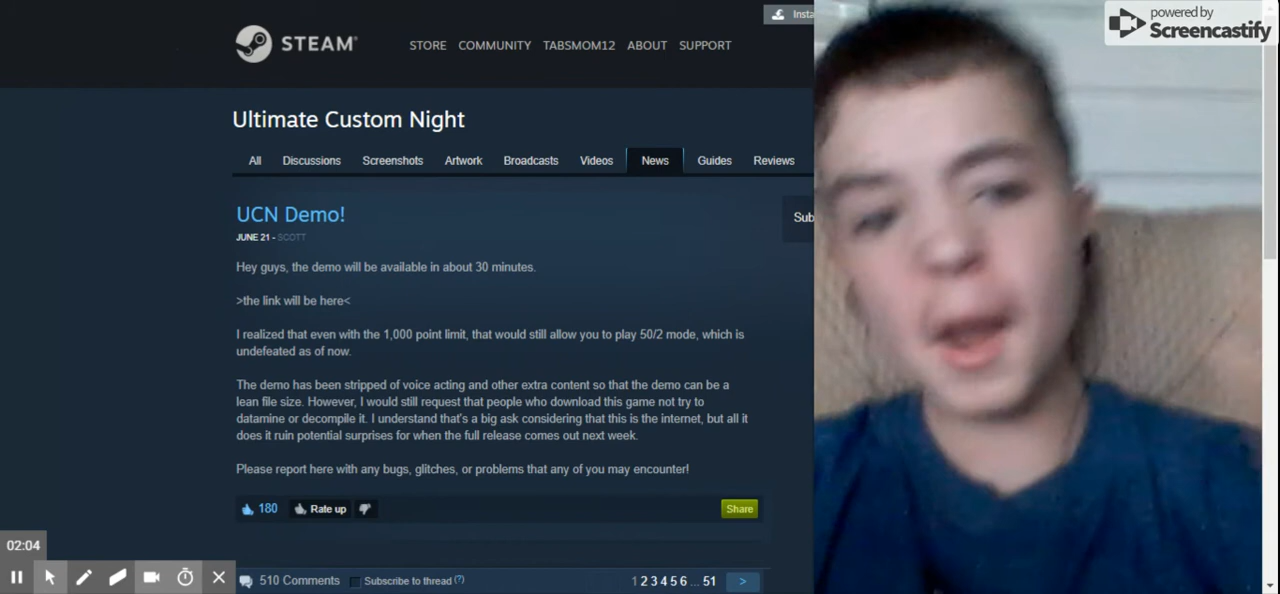 Insta
powered by
Screencastify
STEAM®
STORE COMMUNITY TABSMOM12 ABOUT SUPPORT
Ultimate Custom Night
All Discussions Screenshots Artwork Broadcasts Videos News Guides Reviews
UCN Demo!
Sub
JUNE 21 - SCOTT
Hey guys, the demo will be available in about 30 minutes.
>the link will be here<
I realized that even with the 1,000 point limit, that would still allow you to play 50/2 mode, which is
undefeated as of now.
The demo has been stripped of voice acting and other extra content so that the demo can be a
lean file size. However, I would still request that people who download this game not try to
datamine or decompile it. I understand that's a big ask considering that this is the internet, but all it
does it ruin potential surprises for when the full release comes out next week.
Please report here with any bugs, glitches, or problems that any of you may encounter!
180 Rate up Share
02:04
510 Comments Subscribe to thread (?) 1 2 3 4 5 6 ... 51 >